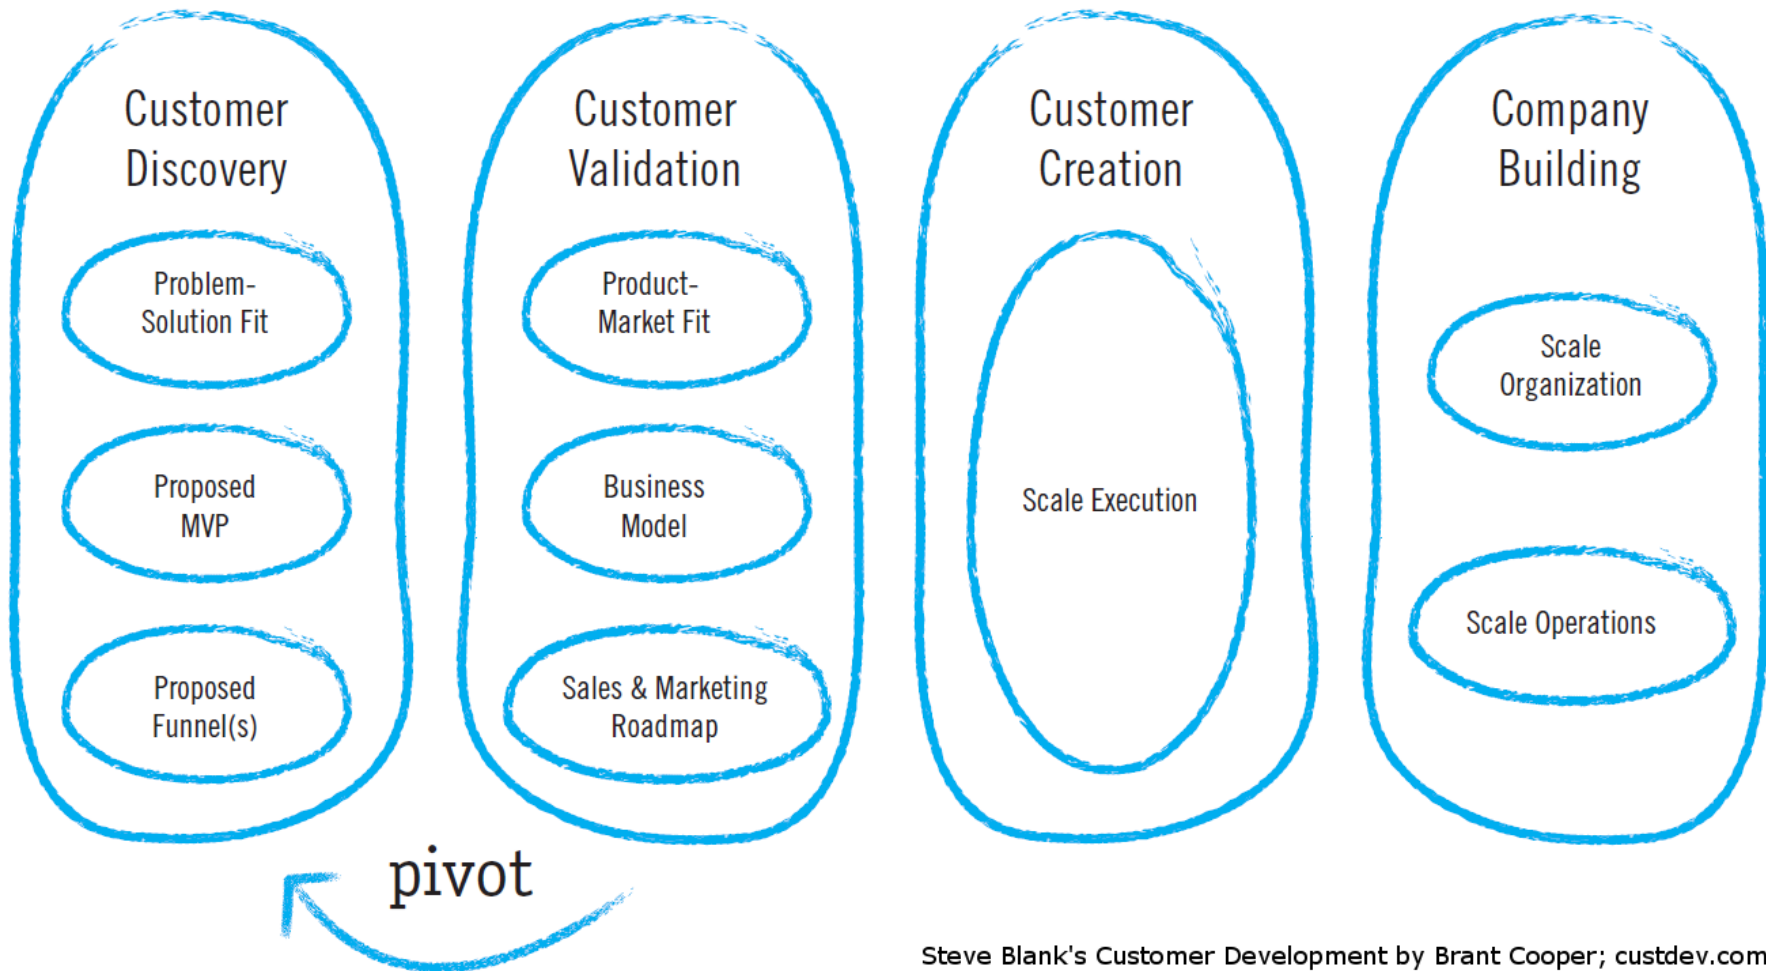 Customer
Discovery
Problem-
Solution Fit
Proposed
MVP
Proposed
Funnel(s)
Customer
Validation
Product-
Market Fit
Business
Model
Sales & Marketing
Roadmap
Customer
Creation
Scale Execution
Company
Building
Scale
Organization
Scale Operations
pivot
Steve Blank's Customer Development by Brant Cooper; custdev.com